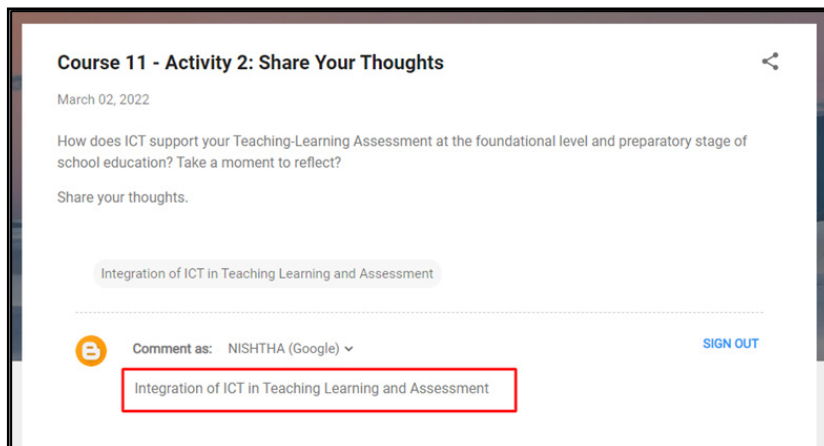 Course 11 - Activity 2: Share Your Thoughts
March 02, 2022
How does ICT support your Teaching-Learning Assessment at the foundational level and preparatory stage of
school education? Take a moment to reflect?
Share your thoughts.
Integration of ICT in Teaching Learning and Assessment
Comment as: NISHTHA (Google)
SIGN OUT
Integration of ICT in Teaching Learning and Assessment